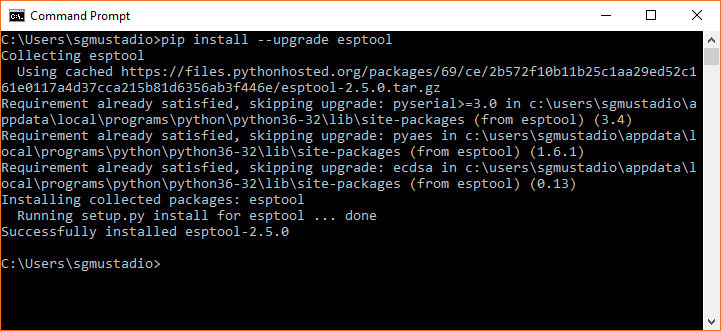 Command Prompt
C:\Users\sgmustadio>pip install --upgrade esptool
Collecting esptool
  Using cached https://files.pythonhosted.org/packages/69/ce/2b572f10b11b25c1aa29ed52c1
61e0117a4d37cca215b81d6356ab3f446e/esptool-2.5.0.tar.gz
Requirement already satisfied, skipping upgrade: pyserial>=3.0 in c:\users\sgmustadio\a
ppdata\local\programs\python\python36-32\lib\site-packages (from esptool) (3.4)
Requirement already satisfied, skipping upgrade: pyaes in c:\users\sgmustadio\appdata\l
ocal\programs\python\python36-32\lib\site-packages (from esptool) (1.6.1)
Requirement already satisfied, skipping upgrade: ecdsa in c:\users\sgmustadio\appdata\l
ocal\programs\python\python36-32\lib\site-packages (from esptool) (0.13)
Installing collected packages: esptool
  Running setup.py install for esptool ... done
Successfully installed esptool-2.5.0
C:\Users\sgmustadio>